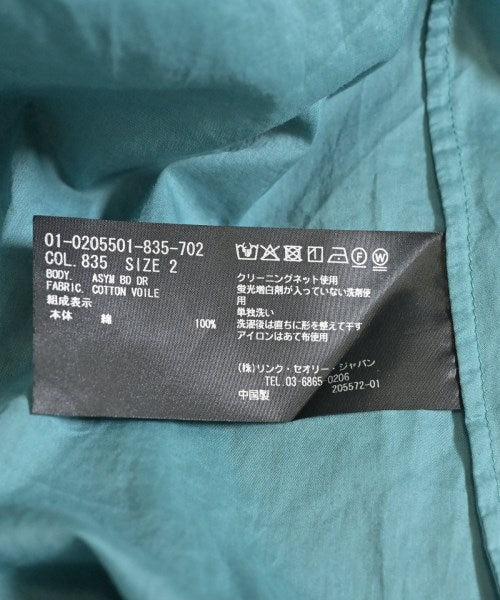 01-0205501-835-702
COL. 835 SIZE 2
BODY. ASYM BD DR
FABRIC. COTTON VOILE
組成表示
本体 綿 100%
クリーニングネット使用
蛍光増白剤が入っていない洗剤使
用
単独洗い
洗濯後は直ちに形を整えて干す
アイロンはあて布使用
(株)リンク・セオリー・ジャパン
TEL.03-6865-0206
205572-01
中国製